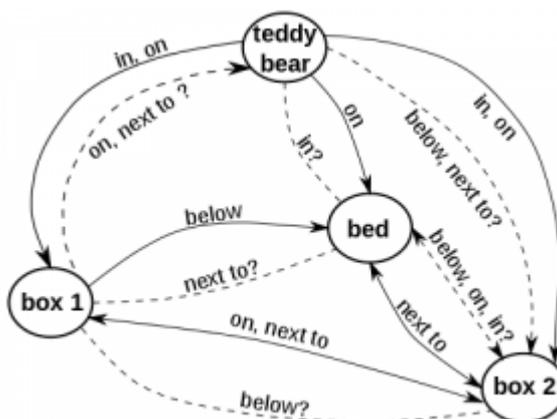 teddy
bear
in, on
on, next to ?
in?
on
in, on
below, next to?
below
bed
next to?
below, on, in?
next to
box 1
on, next to
below?
box 2